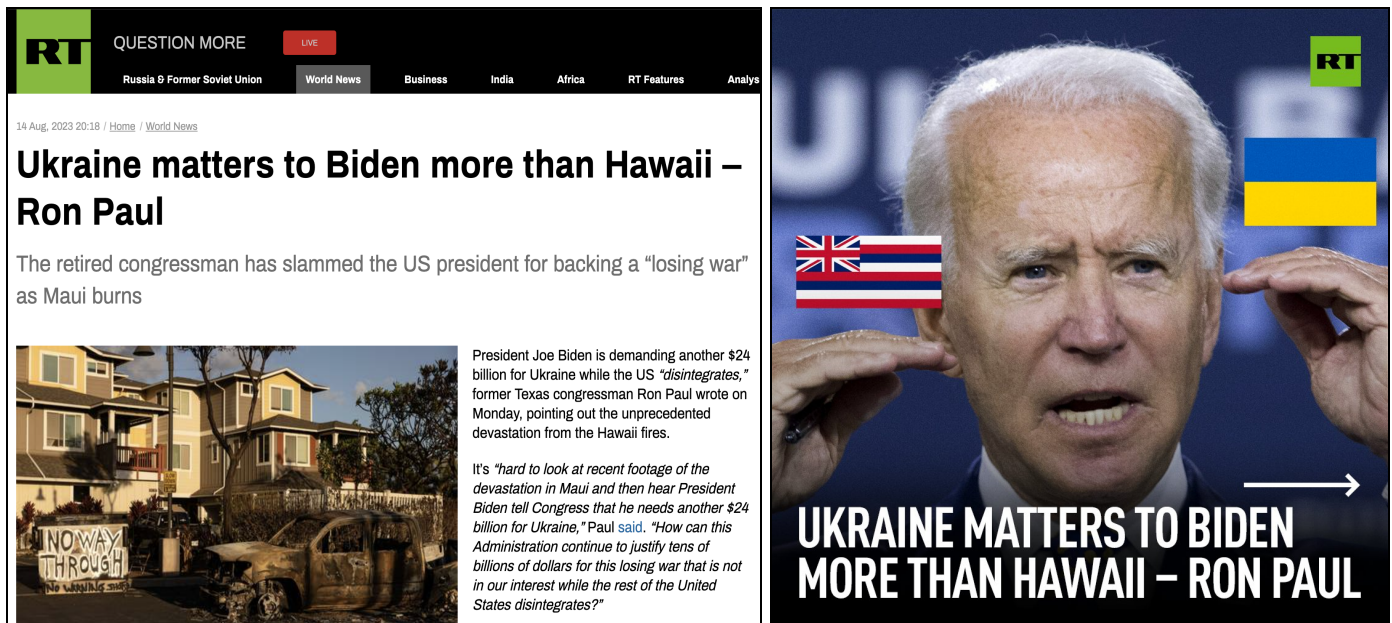 RT
QUESTION MORE
LIVE
Russia & Former Soviet Union
World News
Business
India
Africa
RT Features
Analys
14 Aug, 2023 20:18 / Home / World News
Ukraine matters to Biden more than Hawaii –
Ron Paul
The retired congressman has slammed the US president for backing a “losing war”
as Maui burns
NO WAY
THROUGH
President Joe Biden is demanding another $24
billion for Ukraine while the US “disintegrates,”
former Texas congressman Ron Paul wrote on
Monday, pointing out the unprecedented
devastation from the Hawaii fires.
It’s “hard to look at recent footage of the
devastation in Maui and then hear President
Biden tell Congress that he needs another $24
billion for Ukraine,” Paul said. “How can this
Administration continue to justify tens of
billions of dollars for this losing war that is not
in our interest while the rest of the United
States disintegrates?”
RT
UKRAINE MATTERS TO BIDEN
MORE THAN HAWAII – RON PAUL